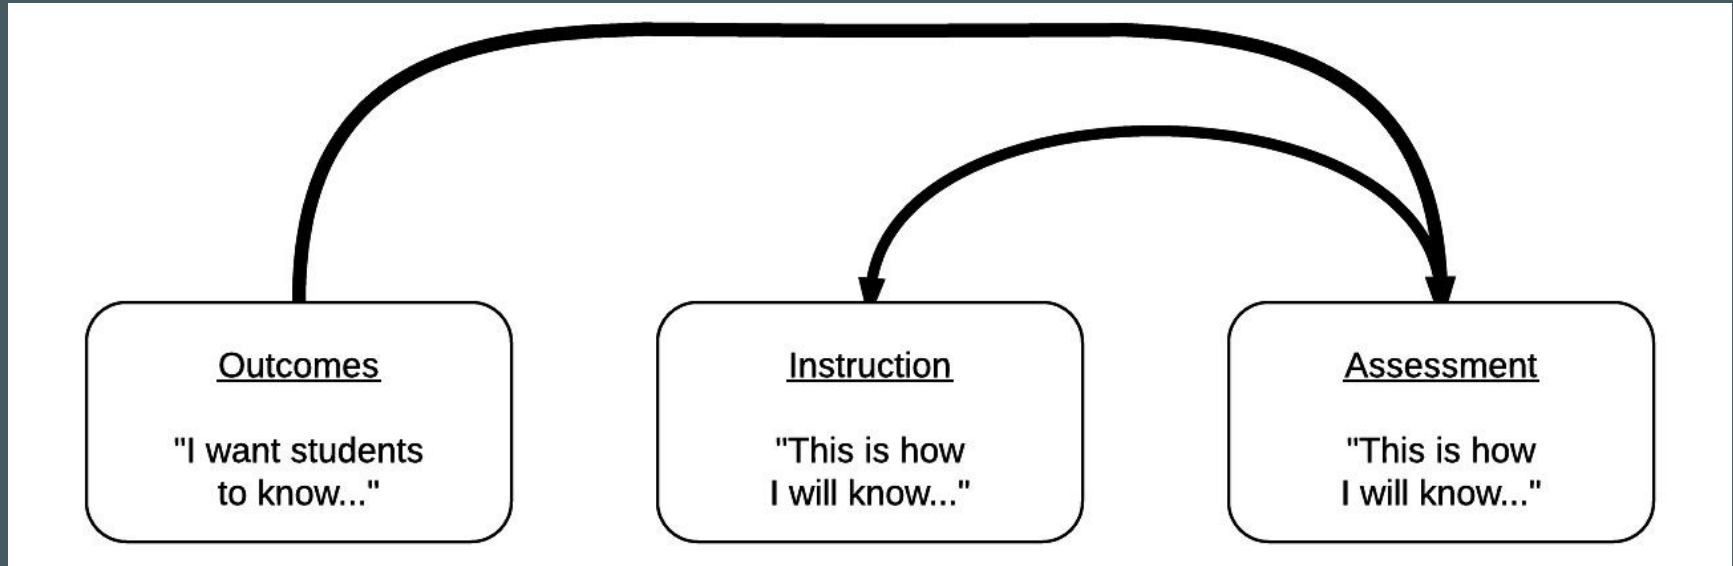 Outcomes
"I want students
to know..."
Instruction
"This is how
I will know..."
Assessment
"This is how
I will know..."